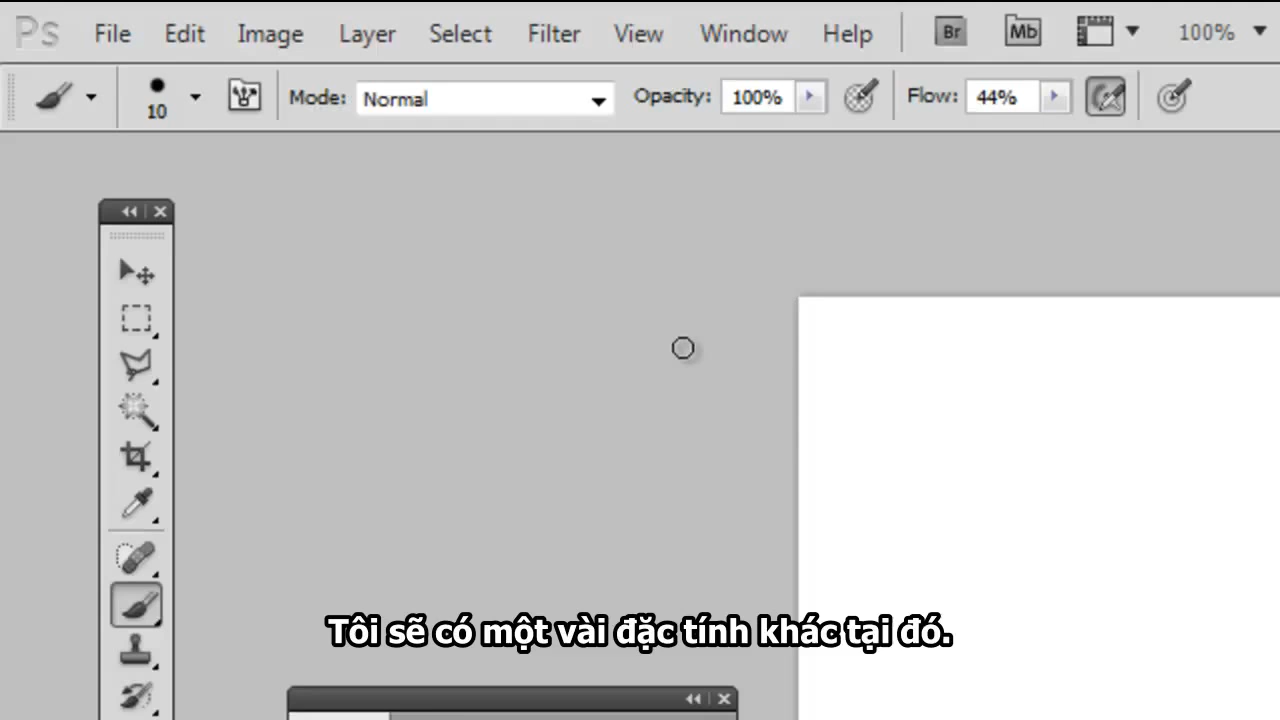 Ps File Edit Image Layer Select Filter View Window Help Br Mb 100%
10 Mode: Normal Opacity: 100% Flow: 44%
Tôi sẽ có một vài đặc tính khác tại đó.